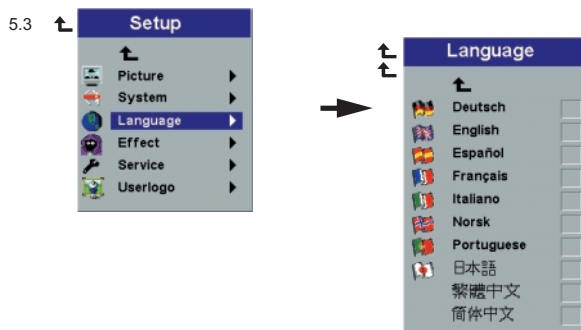 5.3
Setup
Picture
System
Language
Effect
Service
Userlogo
Language
Deutsch
English
Español
Français
Italiano
Norsk
Portuguese
日本語
繁體中文
简体中文